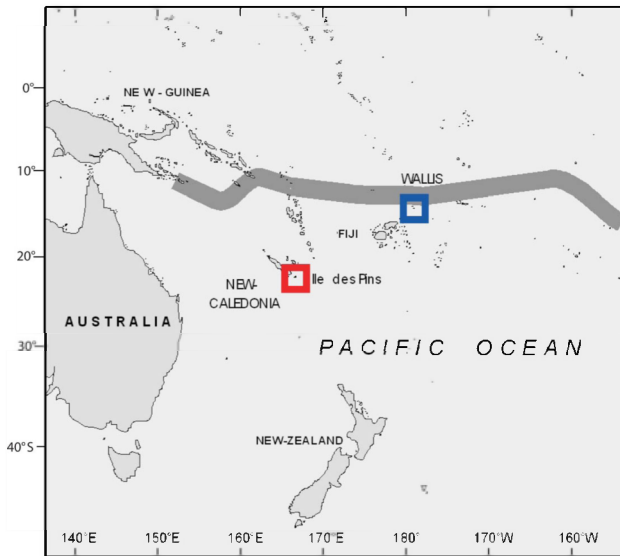 0°
NEW-GUINEA
10°
WALLIS
20°
FIJI
Ile des Pins
NEW-
CALEDONIA
AUSTRALIA
30°
PACIFIC OCEAN
40°S
NEW-ZEALAND
140°E
150°E
160°E
170°E
180°
170°W
160°W